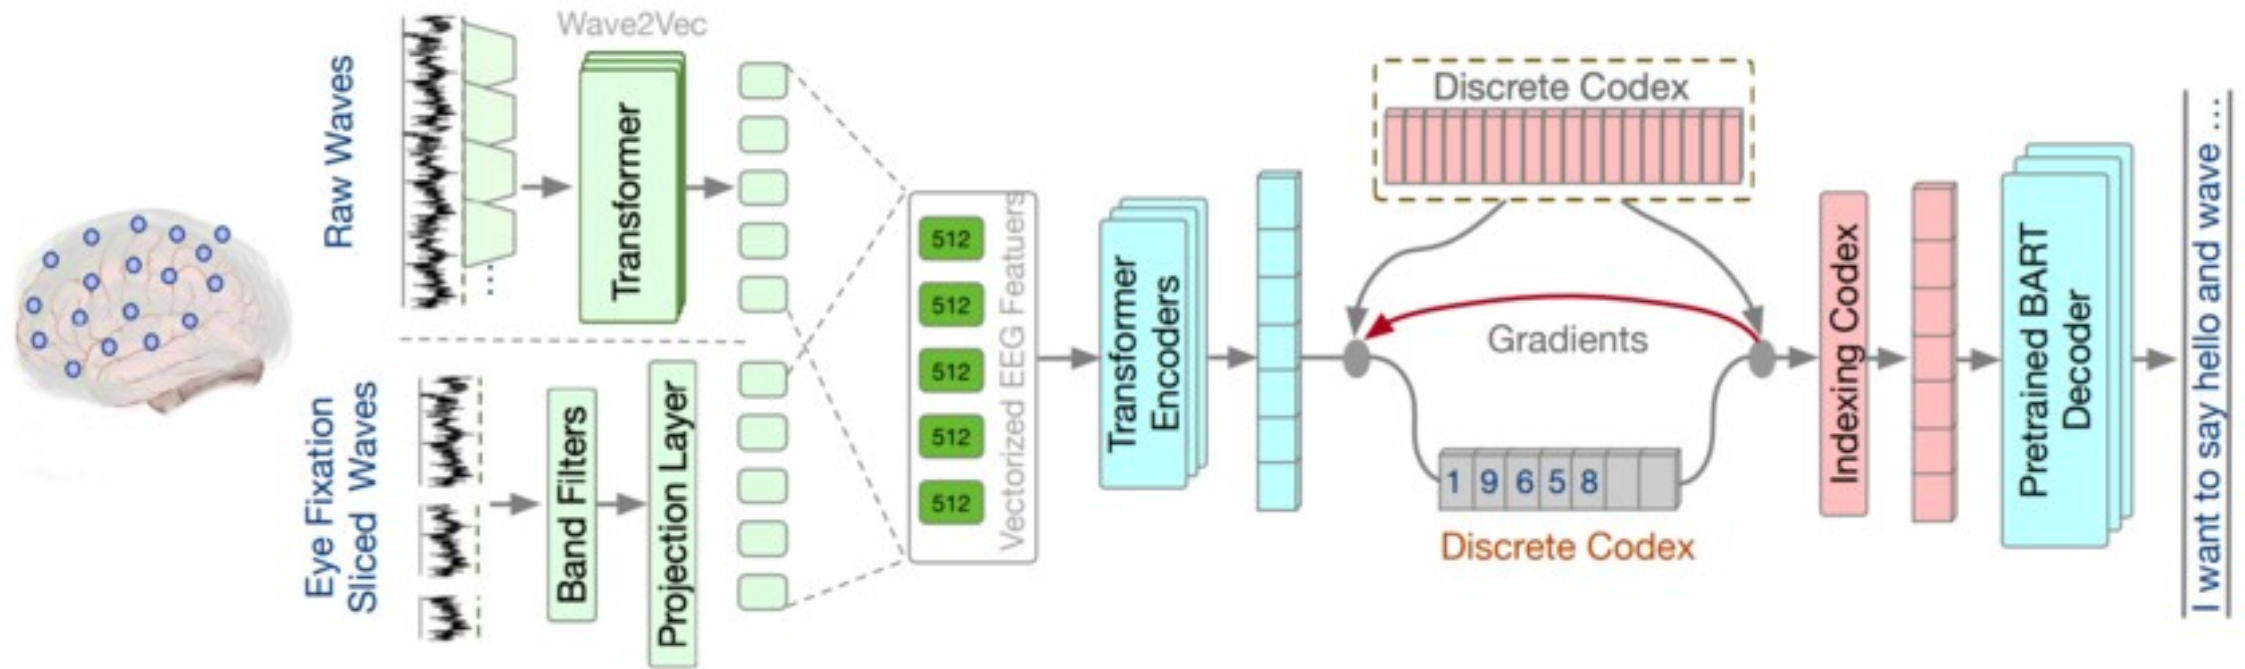 Wave2Vec
Raw Waves
Transformer
...
Eye Fixation
Sliced Waves
Band Filters
Projection Layer
512
512
512
512
512
Vectorized EEG Featuers
Transformer
Encoders
Discrete Codex
Gradients
1 9 6 5 8
Discrete Codex
Indexing Codex
Pretrained BART
Decoder
I want to say hello and wave ...